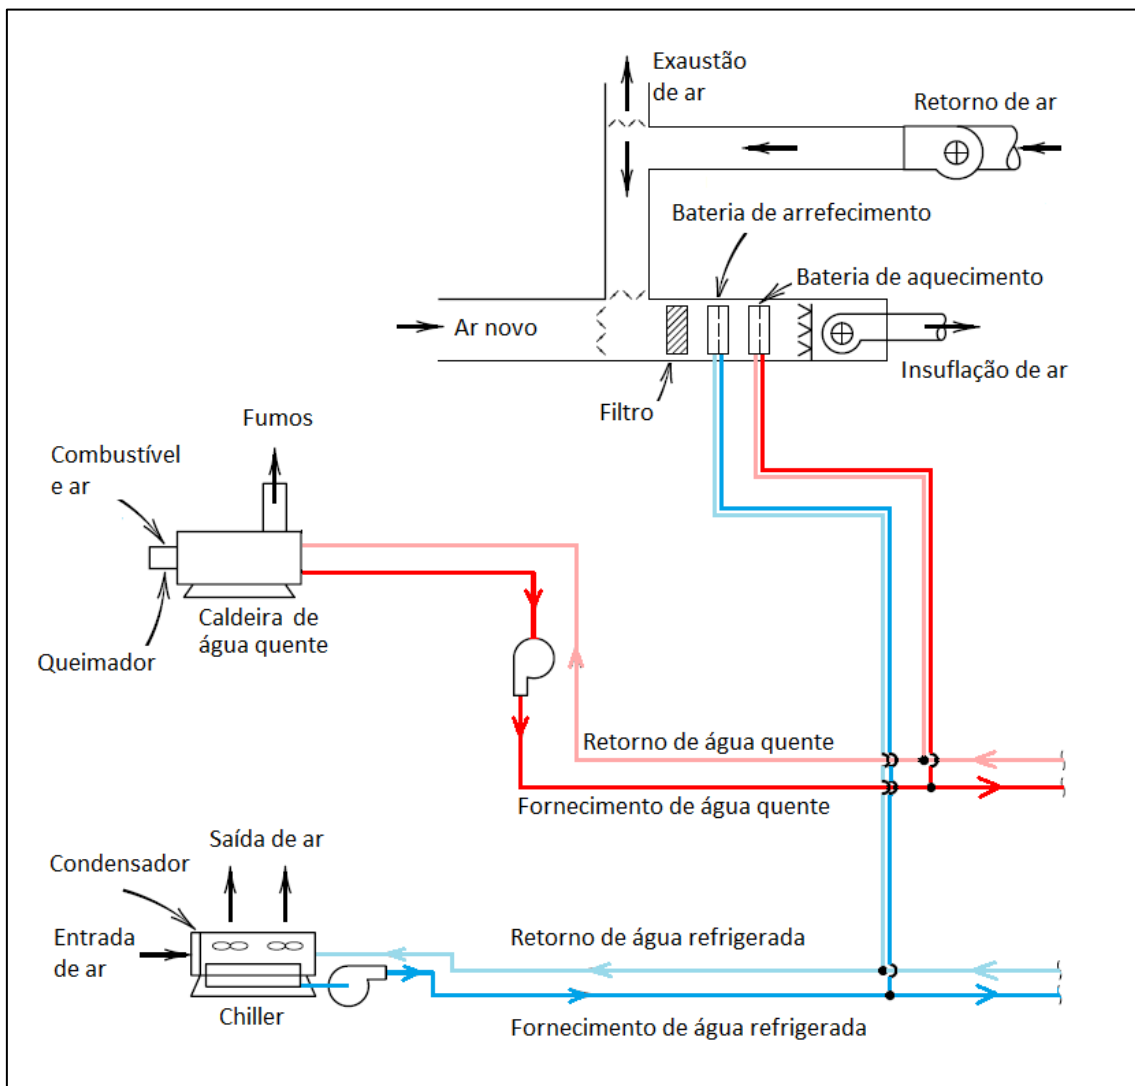 Exaustão
de ar
Retorno de ar
Bateria de arrefecimento
Bateria de aquecimento
Ar novo
Insuflação de ar
Filtro
Fumos
Combustível
e ar
Caldeira de
água quente
Queimador
Retorno de água quente
Fornecimento de água quente
Saída de ar
Condensador
Entrada
de ar
Retorno de água refrigerada
Chiller
Fornecimento de água refrigerada